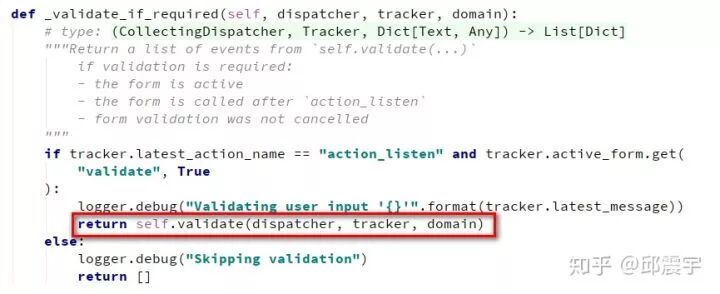 def _validate_if_required(self, dispatcher, tracker, domain):
    # type: (CollectingDispatcher, Tracker, Dict[Text, Any]) -> List[Dict]
    """Return a list of events from `self.validate(...)`
        if validation is required:
        - the form is active
        - the form is called after `action_listen`
        - form validation was not cancelled
    """
    if tracker.latest_action_name == "action_listen" and tracker.active_form.get(
        "validate", True
    ):
        logger.debug("Validating user input '{}'".format(tracker.latest_message))
        return self.validate(dispatcher, tracker, domain)
    else:
        logger.debug("Skipping validation")
        return []
知乎 @邱震宇